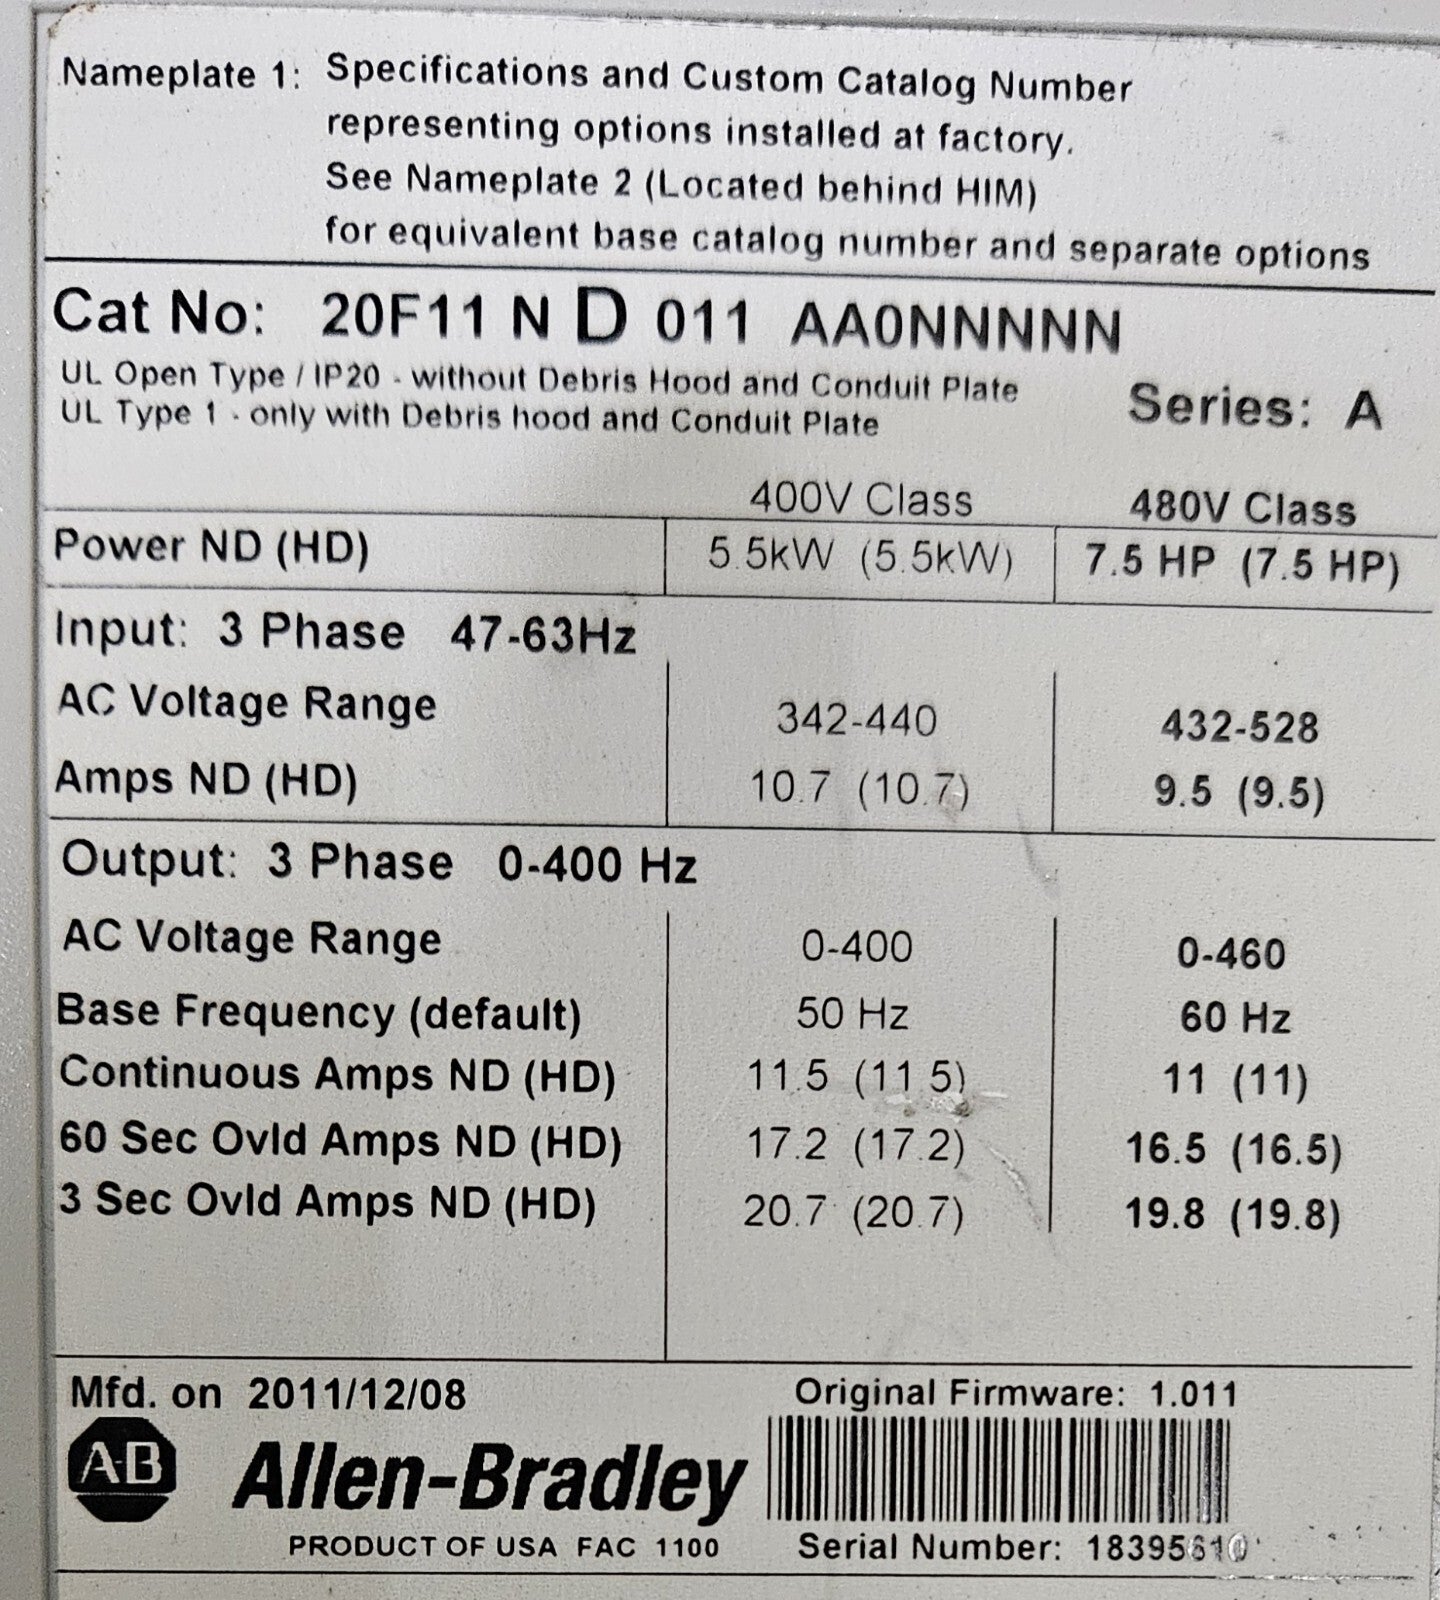 Nameplate 1: Specifications and Custom Catalog Number
representing options installed at factory.
See Nameplate 2 (Located behind HIM)
for equivalent base catalog number and separate options
Cat No: 20F11 N D 011 AA0NNNNN
UL Open Type / IP20 - without Debris Hood and Conduit Plate
UL Type 1 - only with Debris hood and Conduit Plate
Series: A
400V Class 480V Class
Power ND (HD) 5.5kW (5.5kW) 7.5 HP (7.5 HP)
Input: 3 Phase 47-63Hz
AC Voltage Range 342-440 432-528
Amps ND (HD) 10.7 (10.7) 9.5 (9.5)
Output: 3 Phase 0-400 Hz
AC Voltage Range 0-400 0-460
Base Frequency (default) 50 Hz 60 Hz
Continuous Amps ND (HD) 11.5 (11.5) 11 (11)
60 Sec Ovld Amps ND (HD) 17.2 (17.2) 16.5 (16.5)
3 Sec Ovld Amps ND (HD) 20.7 (20.7) 19.8 (19.8)
Mfd. on 2011/12/08 Original Firmware: 1.011
AB Allen-Bradley
PRODUCT OF USA FAC 1100 Serial Number: